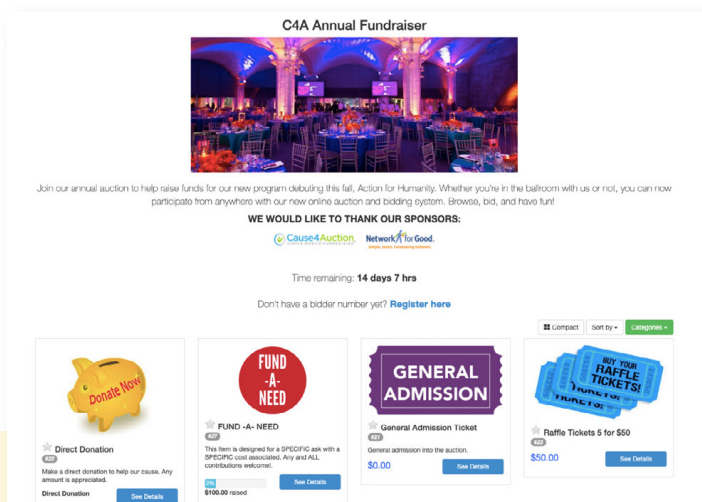 C4A Annual Fundraiser
Join our annual auction to help raise funds for our new program debuting this fall, Action for Humanity. Whether you're in the ballroom with us or not, you can now
participate from anywhere with our new online auction and bidding system. Browse, bid, and have fun!
WE WOULD LIKE TO THANK OUR SPONSORS:
Cause4Auction
SIMPLE MOBILE FUNDRAISING
Network for Good.
Simple, Smart, Fundraising Software.
Time remaining: 14 days 7 hrs
Don't have a bidder number yet? Register here
Compact
Sort by
Categories
Donate Now!
Direct Donation
Make a direct donation to help our cause. Any
amount is appreciated.
Direct Donation
See Details
FUND
-A-
NEED
FUND -A- NEED
This item is designed for a SPECIFIC ask with a
SPECIFIC cost associated. Any and ALL
contributions welcome!
$100.00 raised
See Details
GENERAL
ADMISSION
General Admission Ticket
General admission into the auction.
$0.00
See Details
BUY YOUR
RAFFLE
TICKETS!
Raffle Tickets 5 for $50
$50.00
See Details